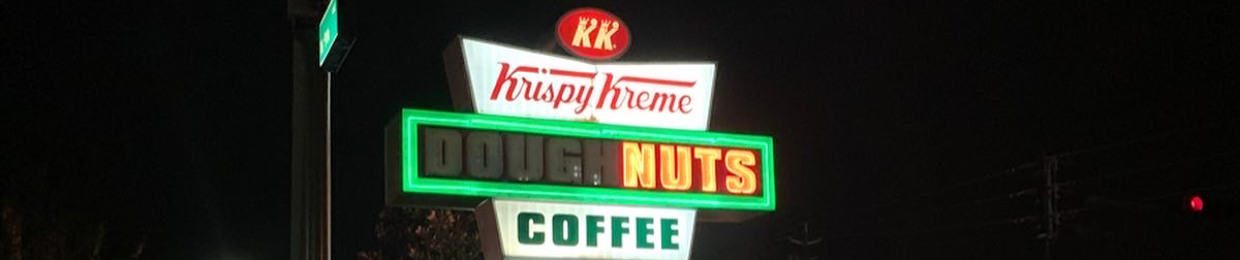 KK
Krispy Kreme
DOUGHNUTS
COFFEE